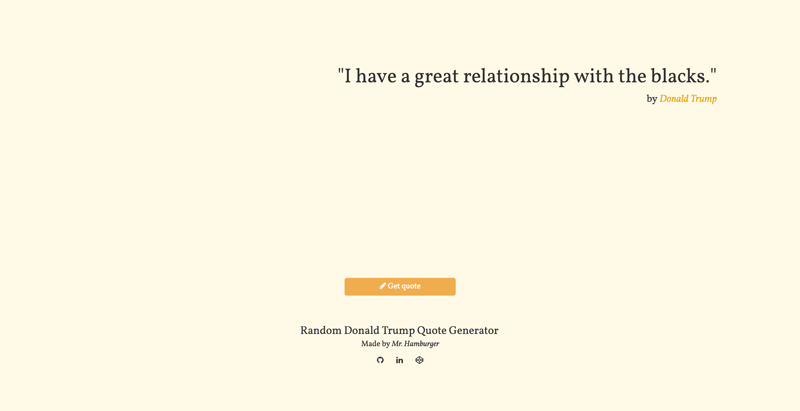 "I have a great relationship with the blacks."
by Donald Trump
Get quote
Random Donald Trump Quote Generator
Made by Mr. Hamburger